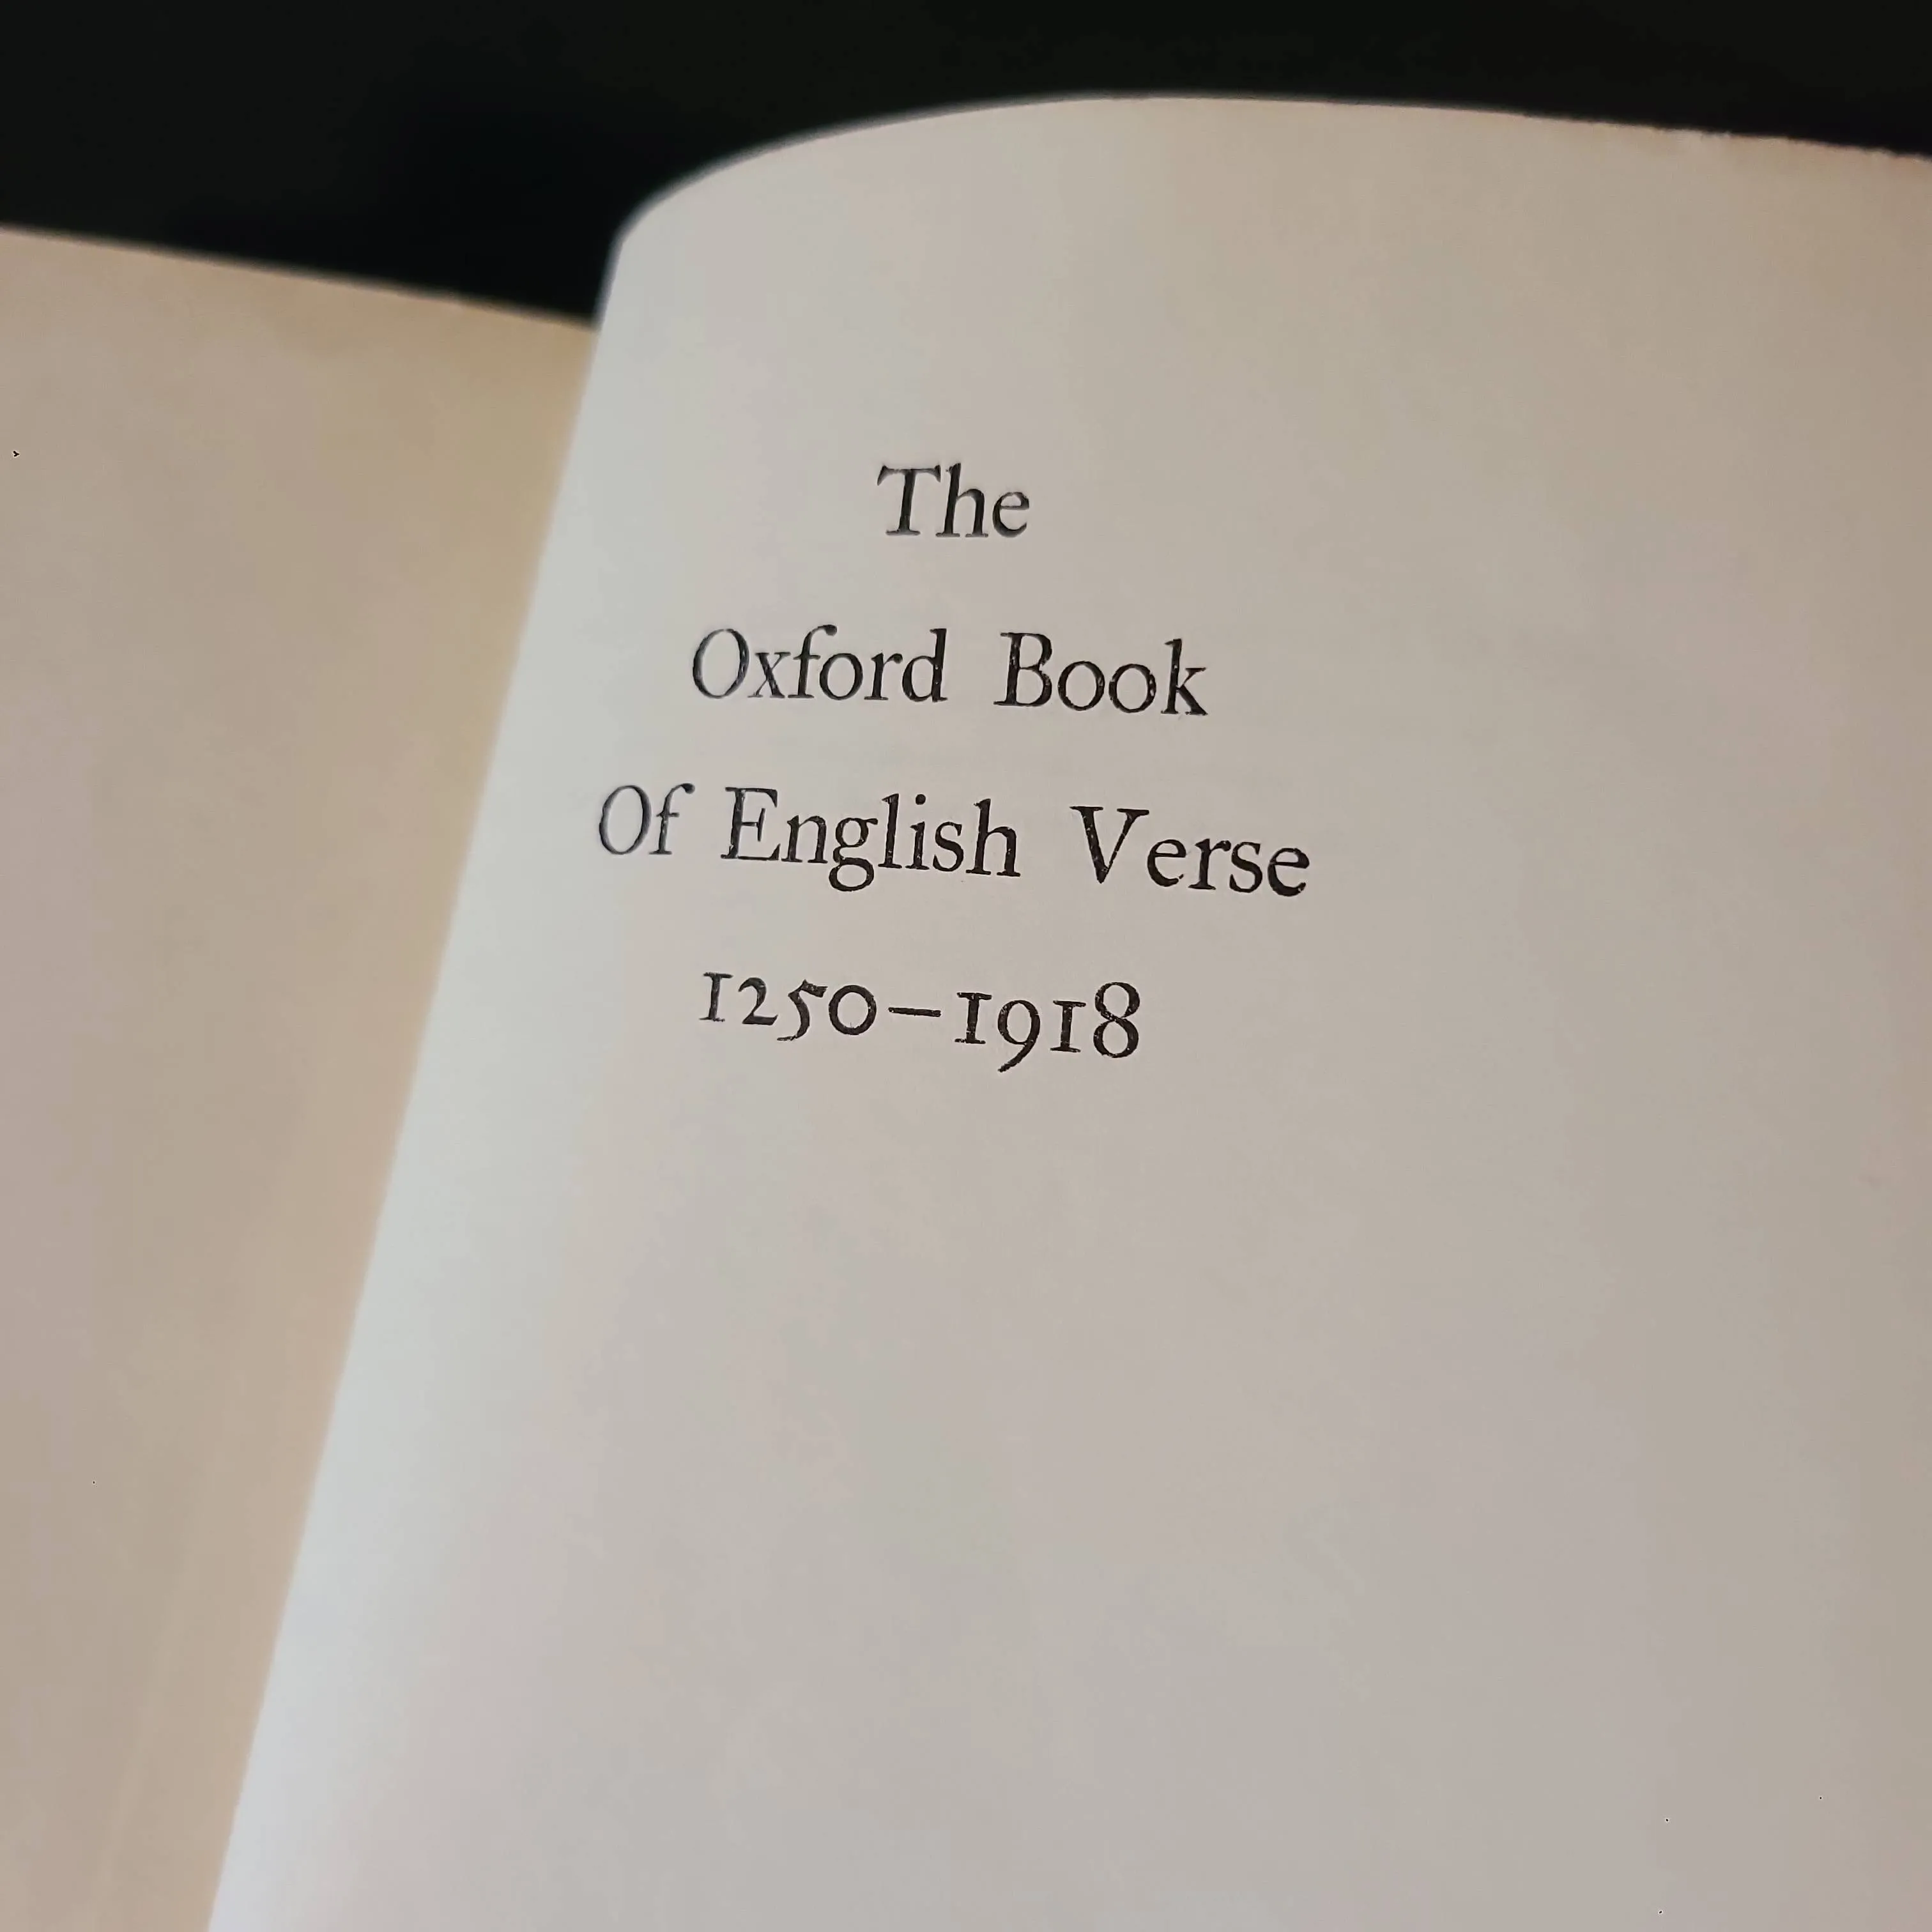 The
Oxford Book
Of English Verse
1250–1918